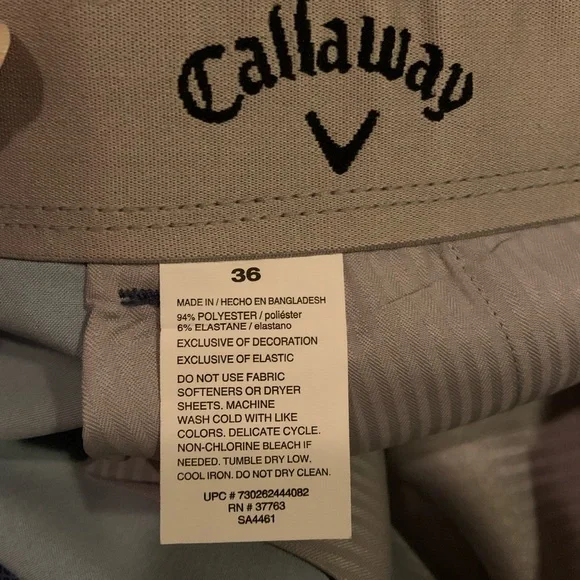 Callaway
36
MADE IN / HECHO EN BANGLADESH
94% POLYESTER / poliéster
6% ELASTANE / elastano
EXCLUSIVE OF DECORATION
EXCLUSIVE OF ELASTIC
DO NOT USE FABRIC
SOFTENERS OR DRYER
SHEETS. MACHINE
WASH COLD WITH LIKE
COLORS. DELICATE CYCLE.
NON-CHLORINE BLEACH IF
NEEDED. TUMBLE DRY LOW.
COOL IRON. DO NOT DRY CLEAN.
UPC # 730262444082
RN # 37763
SA4461